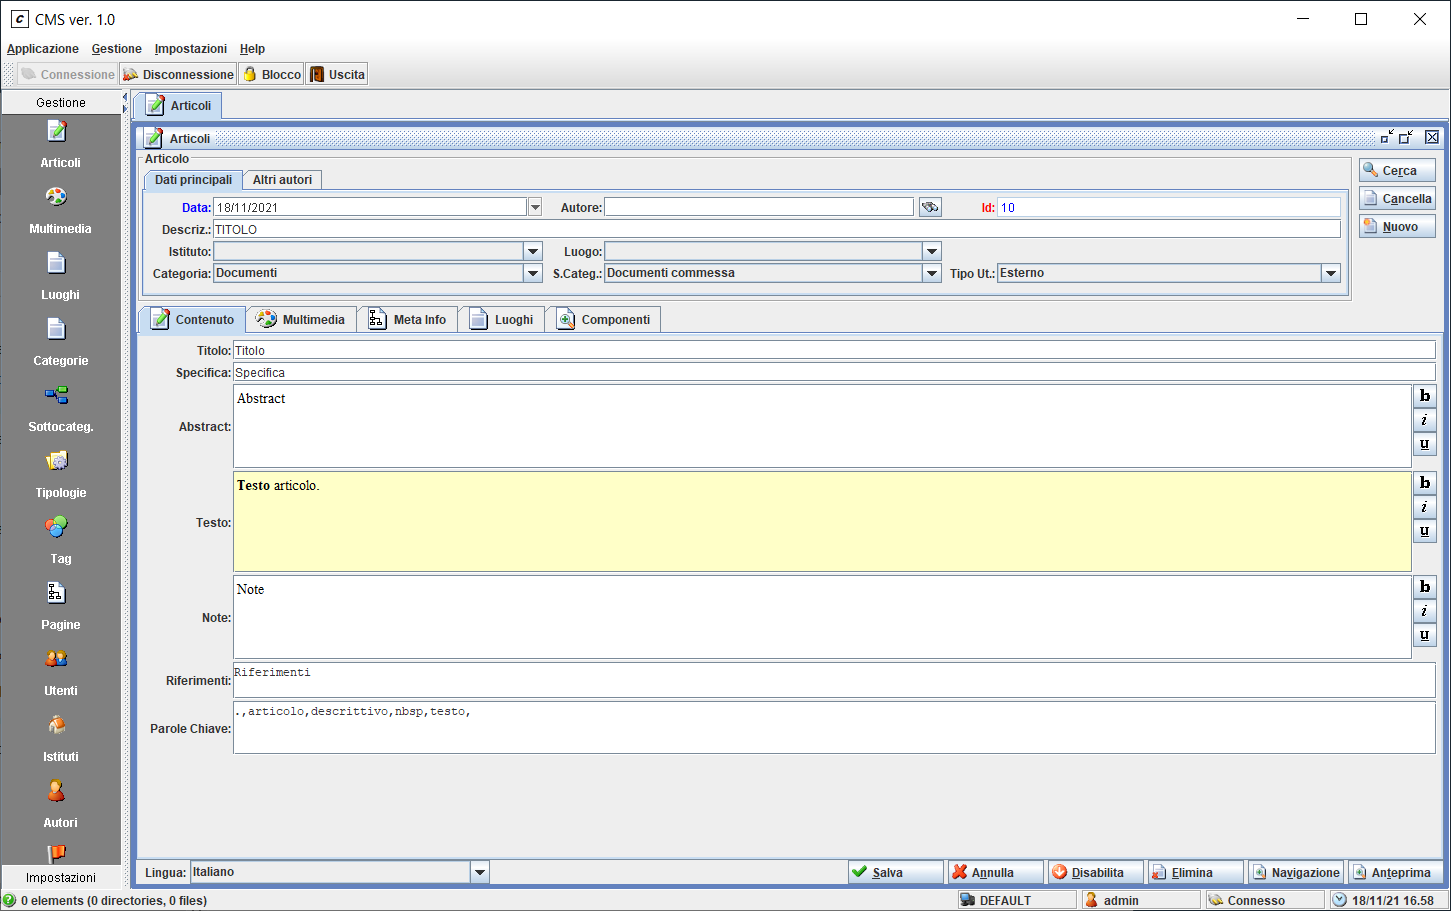 CMS ver. 1.0
Applicazione Gestione Impostazioni Help
Connessione Disconnessione Blocco Uscita
Gestione
Articoli
Multimedia
Luoghi
Categorie
Sottocateg.
Tipologie
Tag
Pagine
Utenti
Istituti
Autori
Impostazioni
Articoli
Articoli
Articolo
Dati principali Altri autori
Data: 18/11/2021 Autore: Id: 10
Descriz.: TITOLO
Istituto: Luogo:
Categoria: Documenti S.Categ.: Documenti commessa Tipo Ut.: Esterno
Cerca
Cancella
Nuovo
Contenuto Multimedia Meta Info Luoghi Componenti
Titolo: Titolo
Specifica: Specifica
Abstract: Abstract
b
i
u
Testo: Testo articolo.
b
i
u
Note: Note
b
i
u
Riferimenti: Riferimenti
Parole Chiave: .,articolo,descrittivo,nbsp,testo,
Lingua: Italiano Salva Annulla Disabilita Elimina Navigazione Anteprima
0 elements (0 directories, 0 files) DEFAULT admin Connesso 18/11/21 16.58